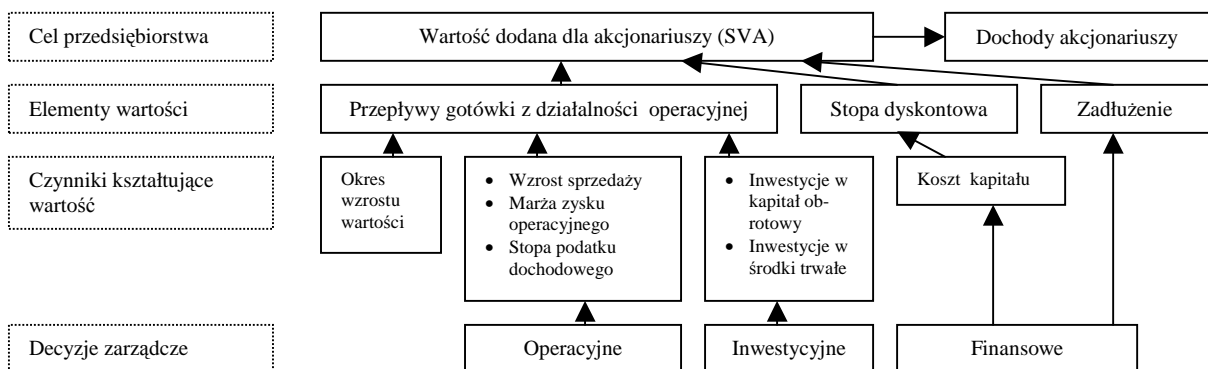 Cel przedsiębiorstwa
Wartość dodana dla akcjonariuszy (SVA)
Dochody akcjonariuszy
Elementy wartości
Przepływy gotówki z działalności operacyjnej
Stopa dyskontowa
Zadłużenie
Czynniki kształtujące
wartość
Okres
wzrostu
wartości
• Wzrost sprzedaży
• Marża zysku
operacyjnego
• Stopa podatku
dochodowego
• Inwestycje w
kapitał ob-
rotowy
• Inwestycje w
środki trwałe
Koszt kapitału
Decyzje zarządcze
Operacyjne
Inwestycyjne
Finansowe